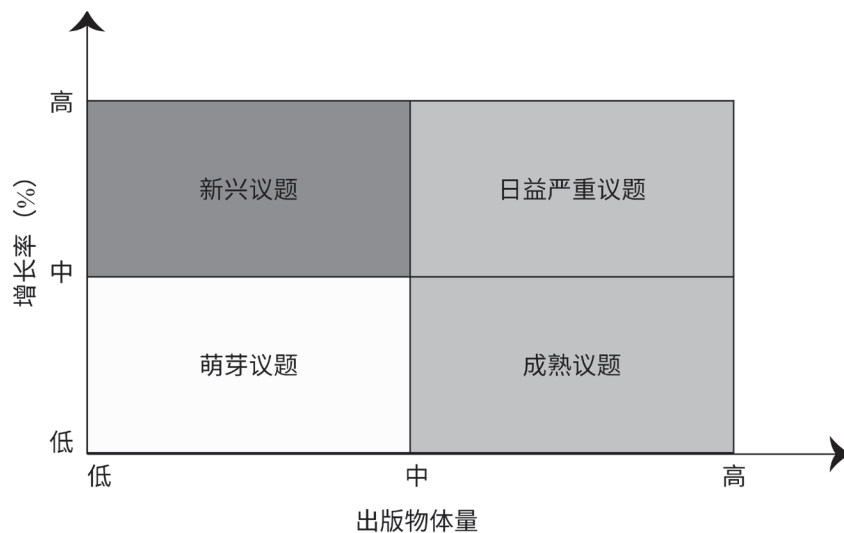 高
新兴议题
日益严重议题
增长率（%）
中
萌芽议题
成熟议题
低
低
中
高
出版物体量